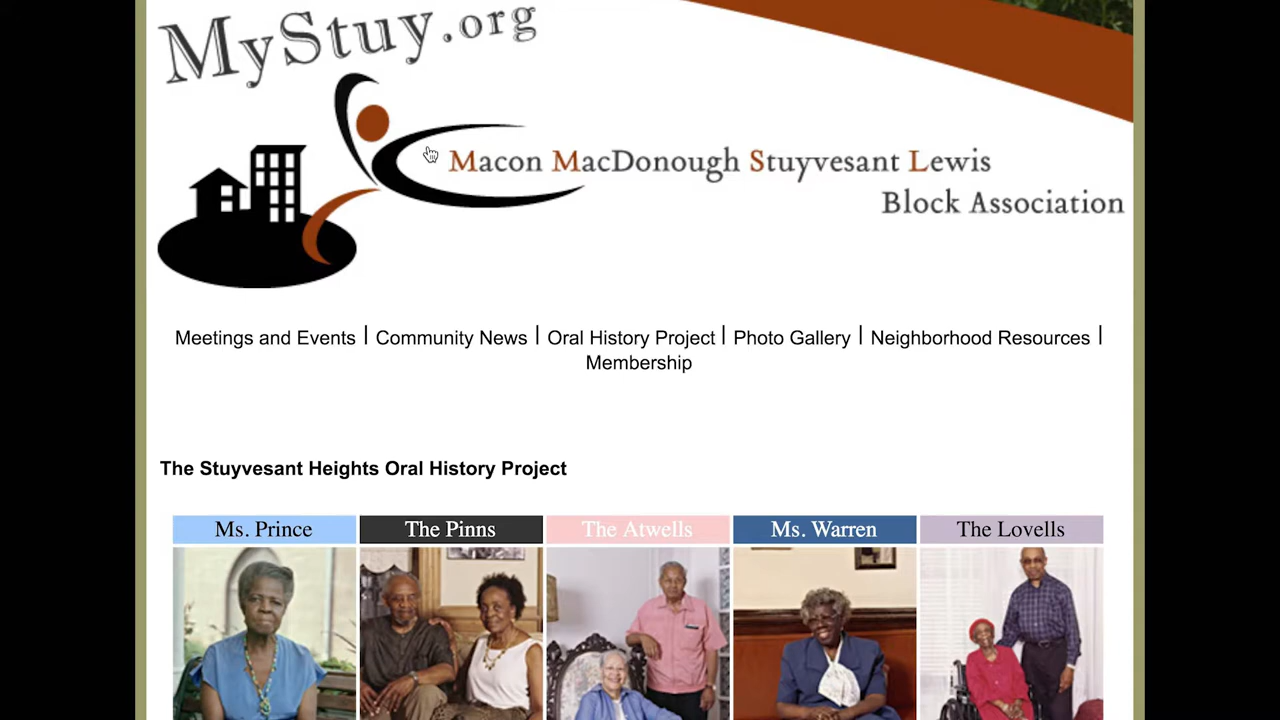 MyStuy.org
Macon MacDonough Stuyvesant Lewis
Block Association
Meetings and Events | Community News | Oral History Project | Photo Gallery | Neighborhood Resources |
Membership
The Stuyvesant Heights Oral History Project
Ms. Prince
The Pinns
The Atwells
Ms. Warren
The Lovells